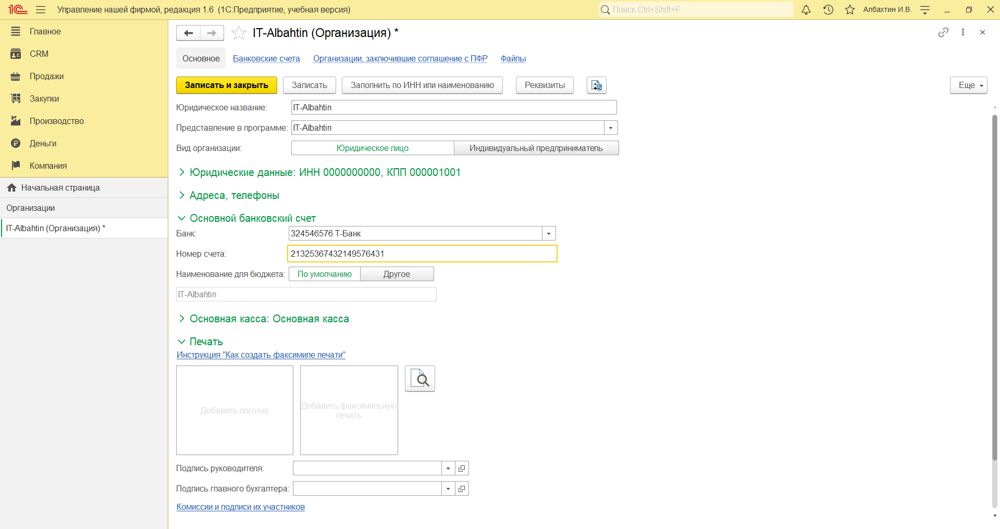 1С Управление нашей фирмой, редакция 1.6 (1С:Предприятие, учебная версия)
Поиск Ctrl+Shift+F
Албахтин И.В.
Главное
CRM
Продажи
Закупки
Производство
Деньги
Компания
Начальная страница
Организации
IT-Albahtin (Организация) *
IT-Albahtin (Организация) *
Основное Банковские счета Организации, заключившие соглашение с ПФР Файлы
Записать и закрыть Записать Заполнить по ИНН или наименованию Реквизиты Еще
Юридическое название: IT-Albahtin
Представление в программе: IT-Albahtin
Вид организации: Юридическое лицо Индивидуальный предприниматель
Юридические данные: ИНН 0000000000, КПП 000001001
Адреса, телефоны
Основной банковский счет
Банк: 324546576 Т-Банк
Номер счета: 21325367432149576431
Наименование для бюджета: По умолчанию Другое
IT-Albahtin
Основная касса: Основная касса
Печать
Инструкция "Как создать факсимиле печати"
Добавить логотип
Добавить факсимильную
печать
Подпись руководителя:
Подпись главного бухгалтера:
Комиссии и подписи их участников